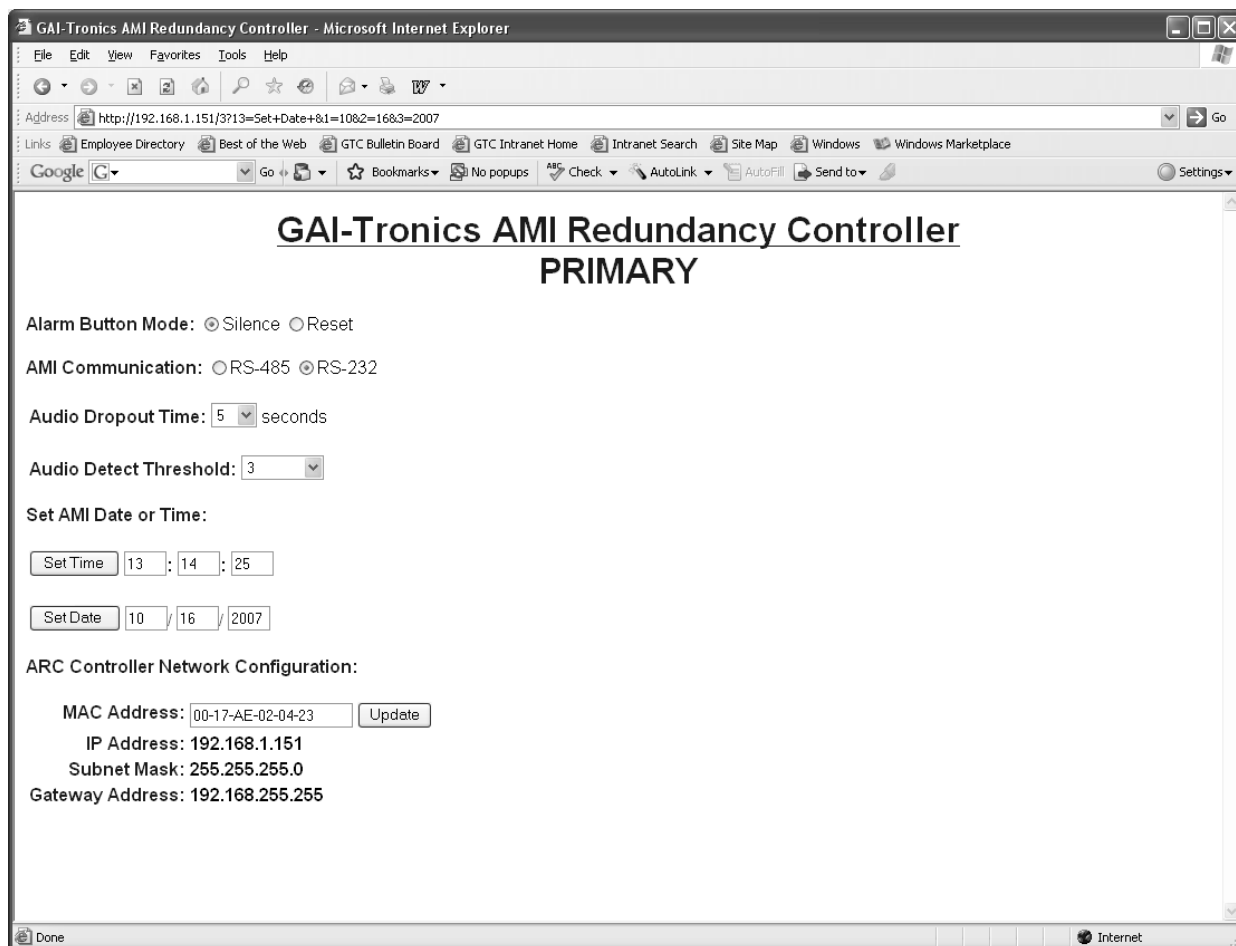 GAI-Tronics AMI Redundancy Controller - Microsoft Internet Explorer
File Edit View Favorites Tools Help
Address http://192.168.1.151/3?13=Set+Date+&1=10&2=16&3=2007 Go
Links Employee Directory Best of the Web GTC Bulletin Board GTC Intranet Home Intranet Search Site Map Windows Windows Marketplace
Google G Go Bookmarks No popups ABC Check AutoLink AutoFill Send to Settings
GAI-Tronics AMI Redundancy Controller
PRIMARY
Alarm Button Mode: Silence Reset
AMI Communication: RS-485 RS-232
Audio Dropout Time: 5 seconds
Audio Detect Threshold: 3
Set AMI Date or Time:
Set Time 13 : 14 : 25
Set Date 10 / 16 / 2007
ARC Controller Network Configuration:
MAC Address: 00-17-AE-02-04-23 Update
IP Address: 192.168.1.151
Subnet Mask: 255.255.255.0
Gateway Address: 192.168.255.255
Done Internet